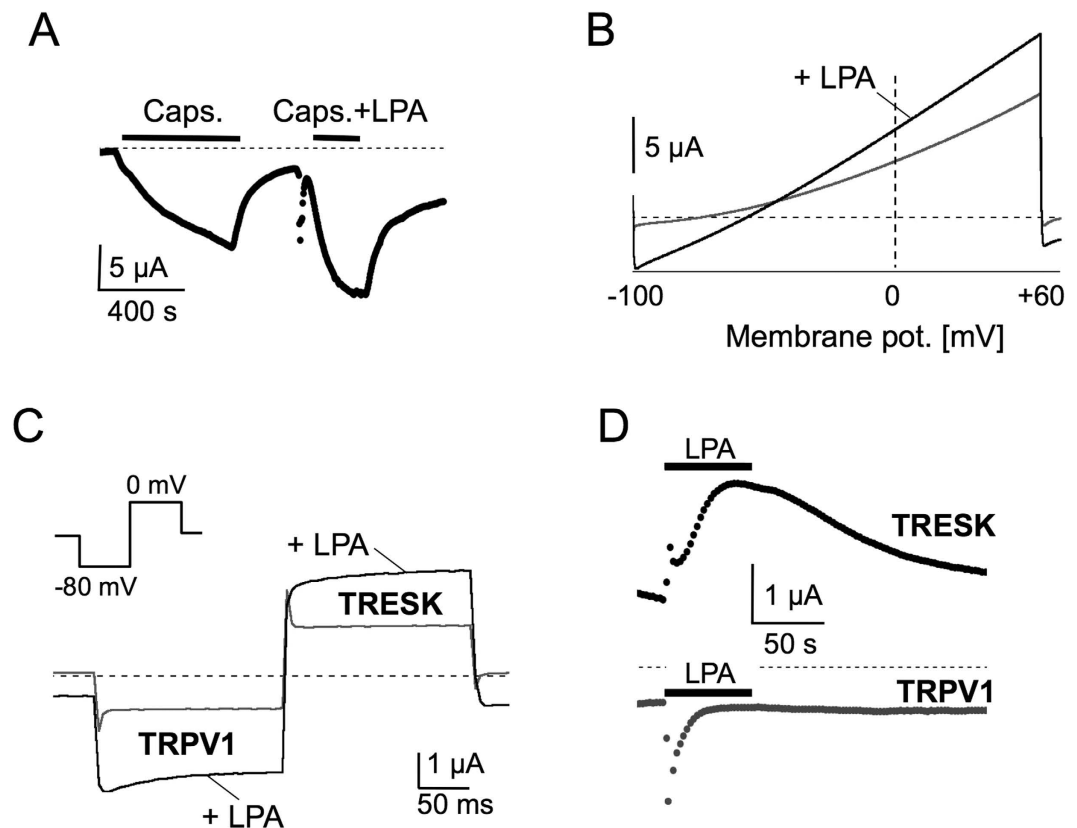 A
Caps.
Caps.+LPA
5 µA
400 s
B
+ LPA
5 µA
-100
0
+60
Membrane pot. [mV]
C
0 mV
-80 mV
+ LPA
TRESK
TRPV1
+ LPA
1 µA
50 ms
D
LPA
TRESK
1 µA
50 s
LPA
TRPV1